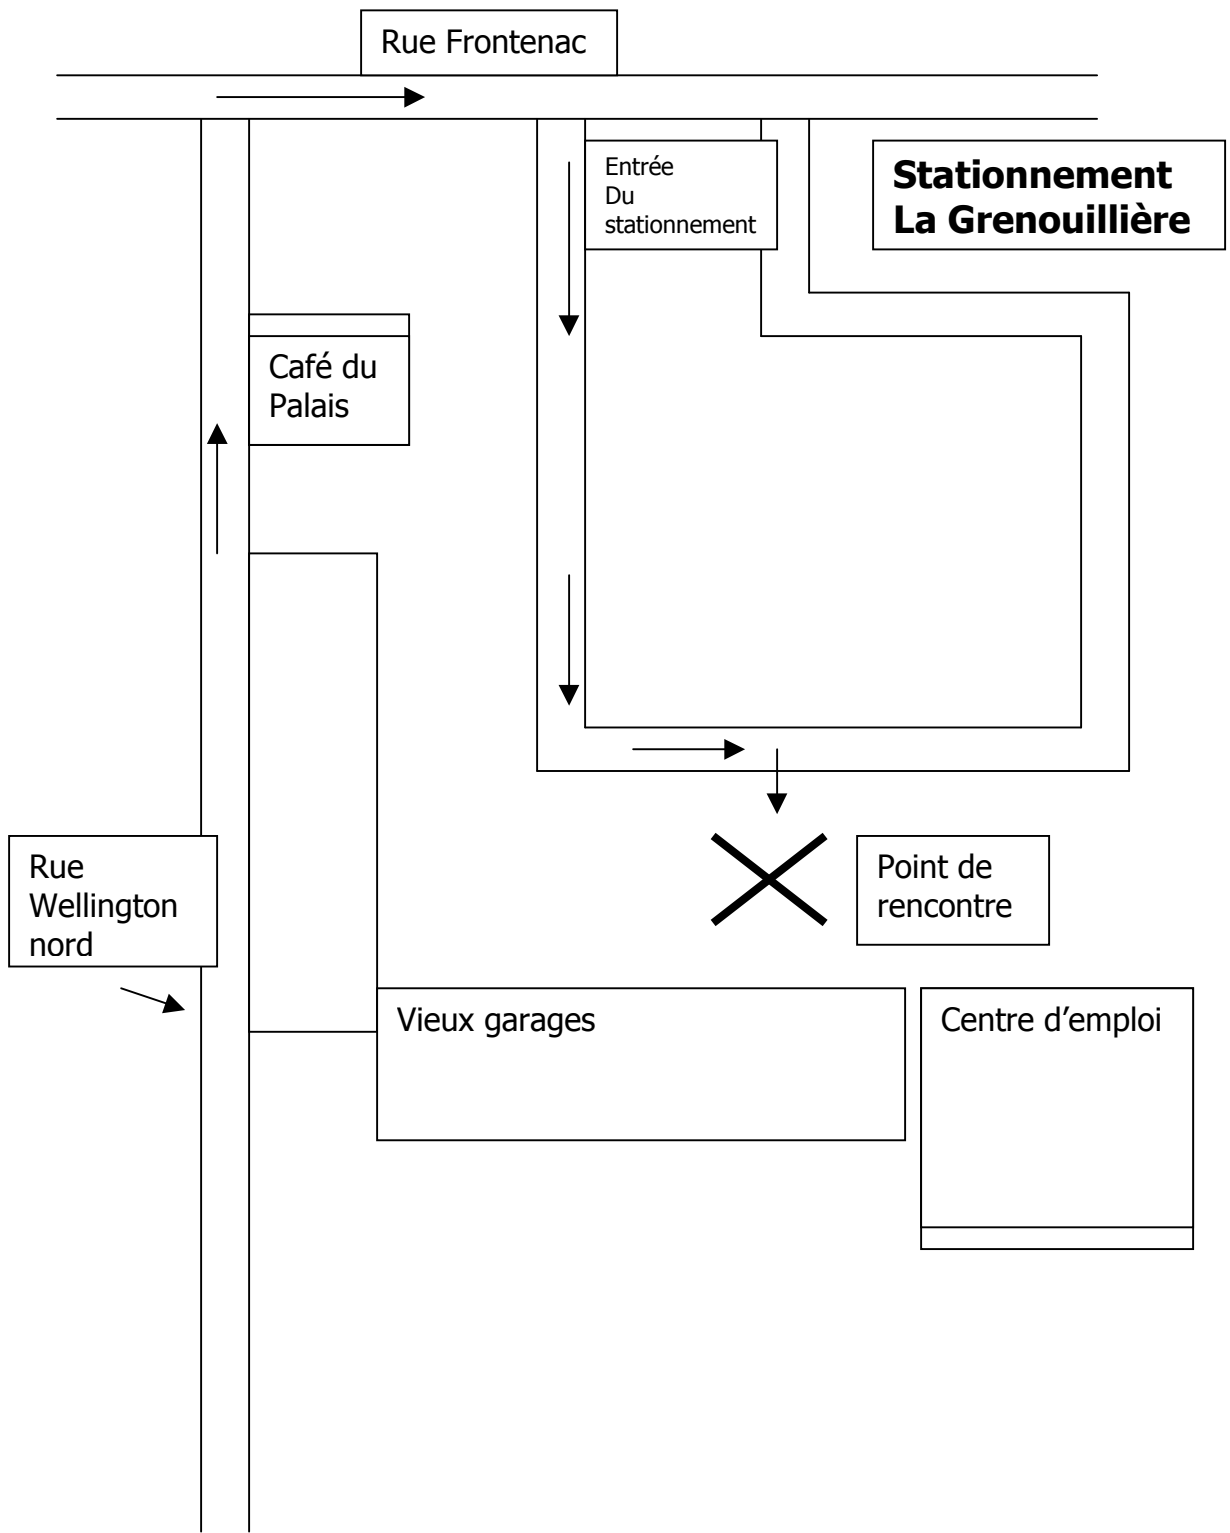 Rue Frontenac
Entrée
Du
stationnement
Stationnement
La Grenouillière
Café du
Palais
Rue
Wellington
nord
Point de
rencontre
Vieux garages
Centre d’emploi